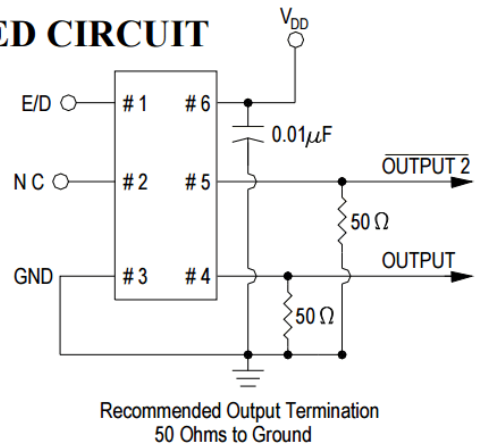 ED CIRCUIT
V_DD
E/D
# 1
# 6
0.01µF
OUTPUT 2
N C
# 2
# 5
50 Ω
OUTPUT
GND
# 3
# 4
50 Ω
Recommended Output Termination
50 Ohms to Ground